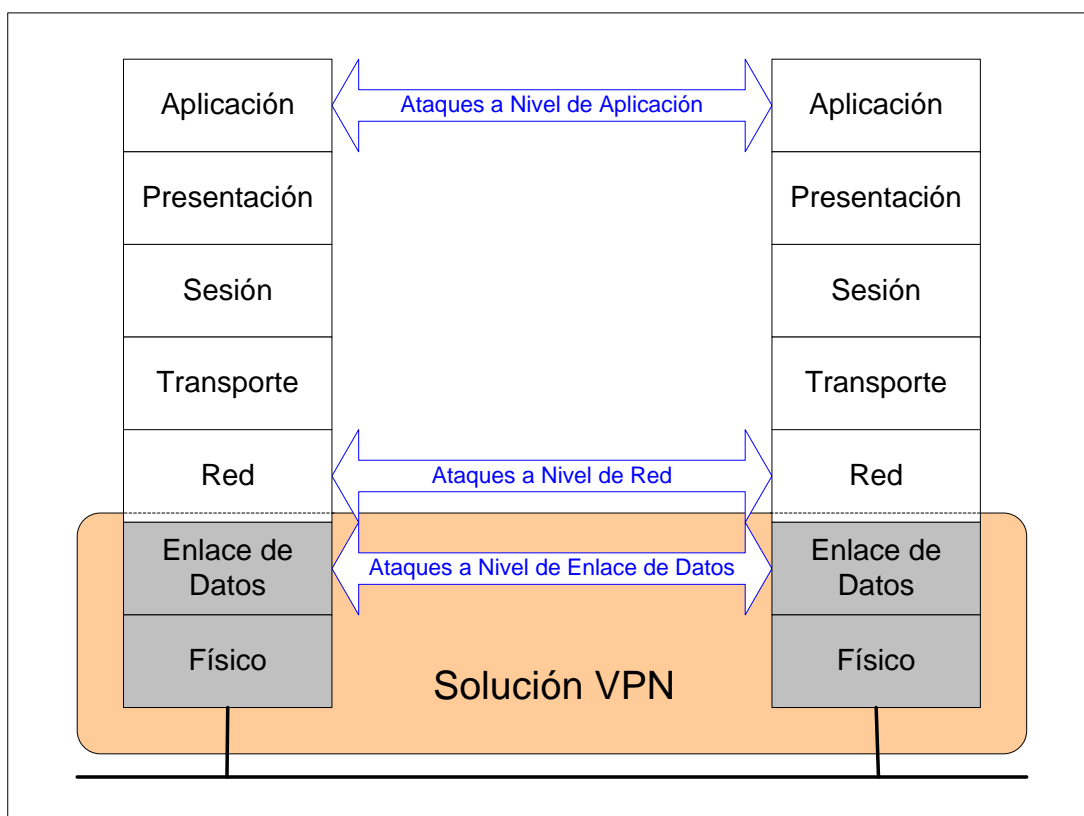 Aplicación
Ataques a Nivel de Aplicación
Aplicación
Presentación
Presentación
Sesión
Sesión
Transporte
Transporte
Red
Ataques a Nivel de Red
Red
Enlace de
Datos
Ataques a Nivel de Enlace de Datos
Enlace de
Datos
Físico
Solución VPN
Físico